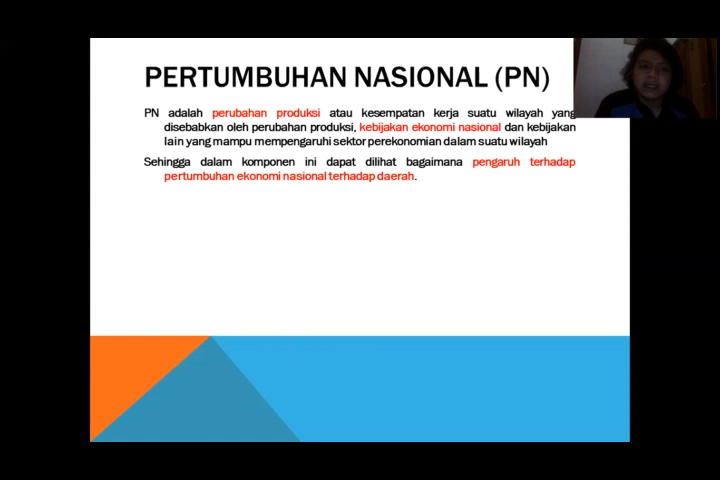 PERTUMBUHAN NASIONAL (PN)
PN adalah perubahan produksi atau kesempatan kerja suatu wilayah yang
disebabkan oleh perubahan produksi, kebijakan ekonomi nasional dan kebijakan
lain yang mampu mempengaruhi sektor perekonomian dalam suatu wilayah
Sehingga dalam komponen ini dapat dilihat bagaimana pengaruh terhadap
pertumbuhan ekonomi nasional terhadap daerah.